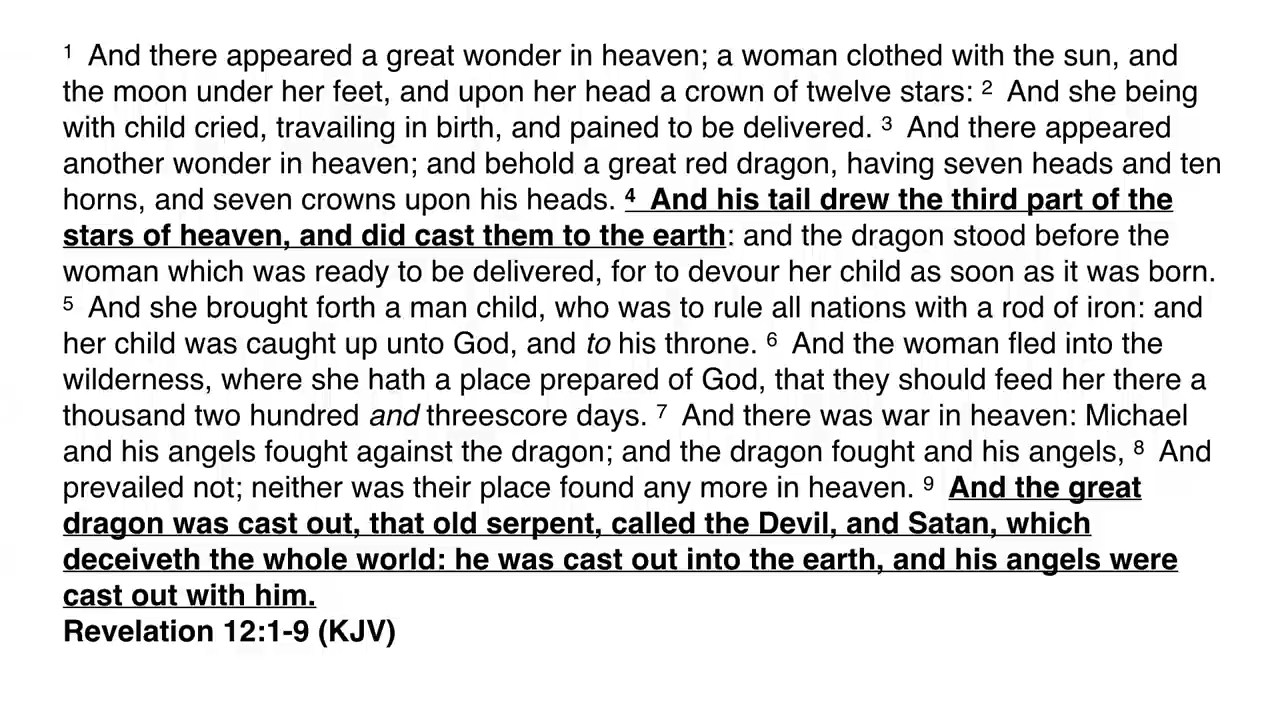 1 And there appeared a great wonder in heaven; a woman clothed with the sun, and
the moon under her feet, and upon her head a crown of twelve stars: 2 And she being
with child cried, travailing in birth, and pained to be delivered. 3 And there appeared
another wonder in heaven; and behold a great red dragon, having seven heads and ten
horns, and seven crowns upon his heads. 4 And his tail drew the third part of the
stars of heaven, and did cast them to the earth: and the dragon stood before the
woman which was ready to be delivered, for to devour her child as soon as it was born.
5 And she brought forth a man child, who was to rule all nations with a rod of iron: and
her child was caught up unto God, and to his throne. 6 And the woman fled into the
wilderness, where she hath a place prepared of God, that they should feed her there a
thousand two hundred and threescore days. 7 And there was war in heaven: Michael
and his angels fought against the dragon; and the dragon fought and his angels, 8 And
prevailed not; neither was their place found any more in heaven. 9 And the great
dragon was cast out, that old serpent, called the Devil, and Satan, which
deceiveth the whole world: he was cast out into the earth, and his angels were
cast out with him.
Revelation 12:1-9 (KJV)